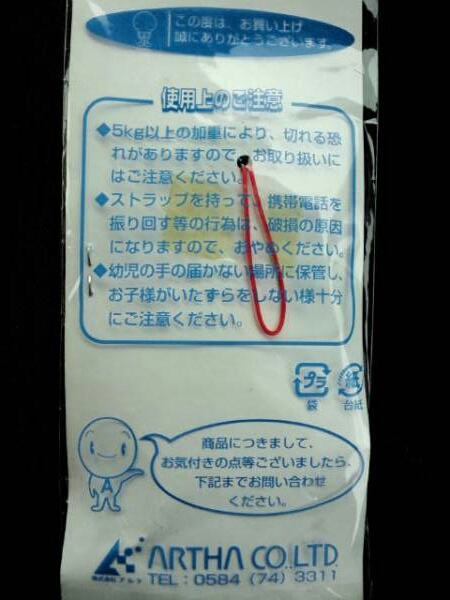 この度は、お買い上げ
誠にありがとうございます。
使用上のご注意
◆5kg以上の加重により、切れる恐
れがありますので、お取り扱いに
はご注意ください。
◆ストラップを持って、携帯電話を
振り回す等の行為は、破損の原因
になりますので、おやめください。
◆幼児の手の届かない場所に保管し、
お子様がいたずらをしない様十分
にご注意ください。
プラ
紙
袋
台紙
商品につきまして、
お気付きの点等ございましたら、
下記までお問い合わせ
ください。
A
ARTHA CO.,LTD.
株式会社アルタ
TEL:0584 (74) 3311